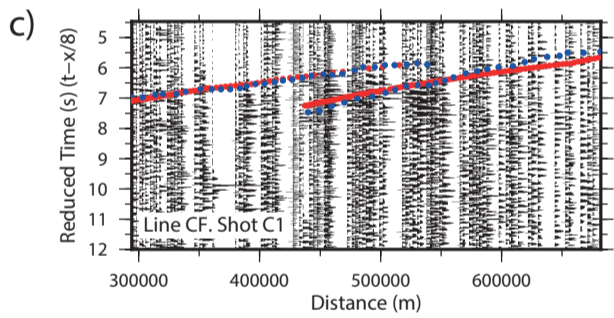 c)
Reduced Time (s) (t−x/8)
5
6
7
8
9
10
11
12
Line CF. Shot C1
300000 400000 500000 600000
Distance (m)